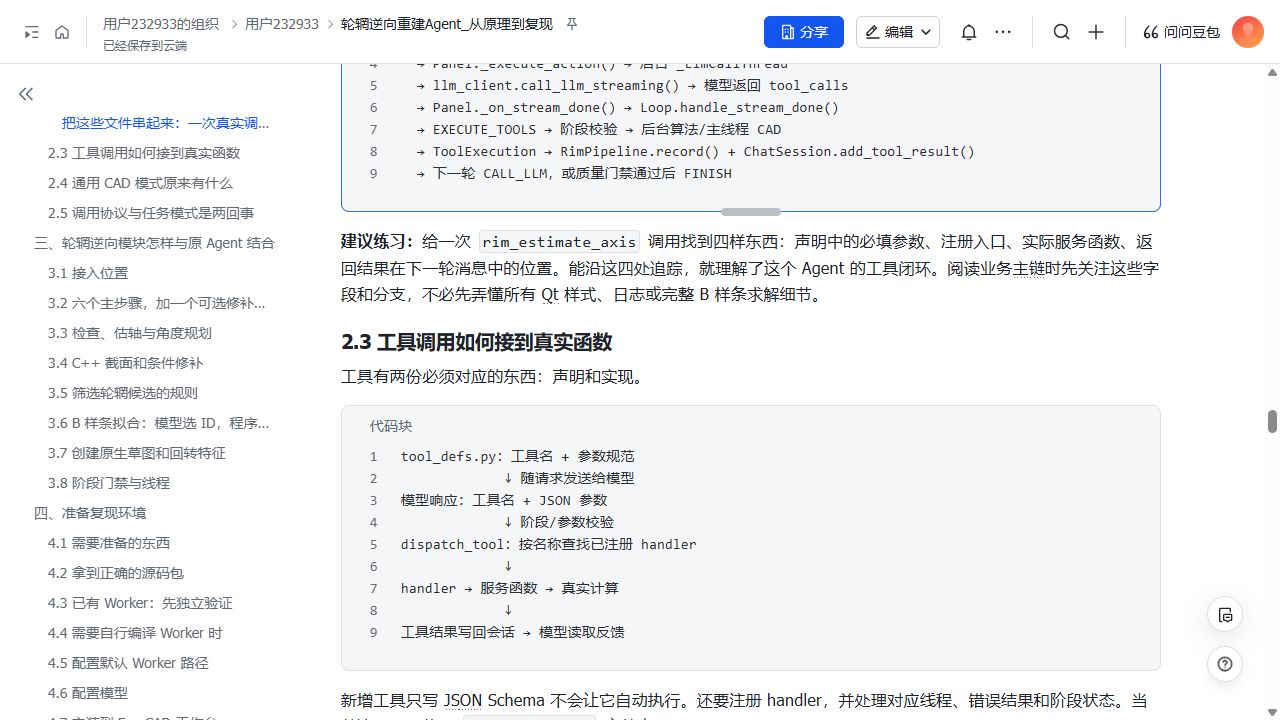 用户232933的组织 > 用户232933 > 轮辋逆向重建Agent_从原理到复现
已经保存到云端
分享
编辑
问问豆包
把这些文件串起来：一次真实调...
2.3 工具调用如何接到真实函数
2.4 通用 CAD 模式原来有什么
2.5 调用协议与任务模式是两回事
三、轮辋逆向模块怎样与原 Agent 结合
3.1 接入位置
3.2 六个主步骤，加一个可选修补...
3.3 检查、估轴与角度规划
3.4 C++ 截面和条件修补
3.5 筛选轮辋候选的规则
3.6 B 样条拟合：模型选 ID，程序...
3.7 创建原生草图和回转特征
3.8 阶段门禁与线程
四、准备复现环境
4.1 需要准备的东西
4.2 拿到正确的源码包
4.3 已有 Worker：先独立验证
4.4 需要自行编译 Worker 时
4.5 配置默认 Worker 路径
4.6 配置模型
4 → Panel._execute_action() → 后台 _LlmCallThread
5 → llm_client.call_llm_streaming() → 模型返回 tool_calls
6 → Panel._on_stream_done() → Loop.handle_stream_done()
7 → EXECUTE_TOOLS → 阶段校验 → 后台算法/主线程 CAD
8 → ToolExecution → RimPipeline.record() + ChatSession.add_tool_result()
9 → 下一轮 CALL_LLM，或质量门禁通过后 FINISH
建议练习：给一次 rim_estimate_axis 调用找到四样东西：声明中的必填参数、注册入口、实际服务函数、返
回结果在下一轮消息中的位置。能沿这四处追踪，就理解了这个 Agent 的工具闭环。阅读业务主链时先关注这些字
段和分支，不必先弄懂所有 Qt 样式、日志或完整 B 样条求解细节。
2.3 工具调用如何接到真实函数
工具有两份必须对应的东西：声明和实现。
代码块
1 tool_defs.py：工具名 + 参数规范
2 ↓ 随请求发送给模型
3 模型响应：工具名 + JSON 参数
4 ↓ 阶段/参数校验
5 dispatch_tool：按名称查找已注册 handler
6 ↓
7 handler → 服务函数 → 真实计算
8 ↓
9 工具结果写回会话 → 模型读取反馈
新增工具只写 JSON Schema 不会让它自动执行。还要注册 handler，并处理对应线程、错误结果和阶段状态。当